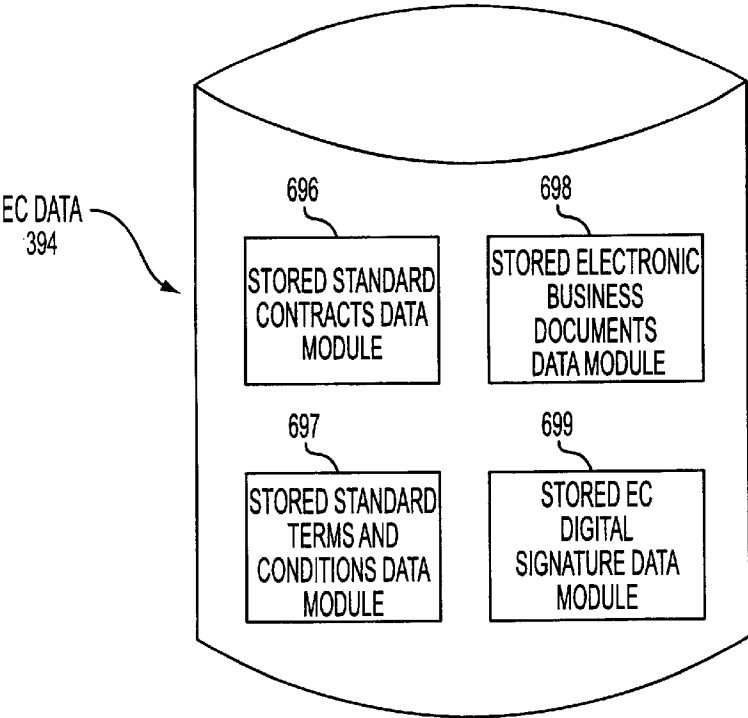 EC DATA
394
696
STORED STANDARD
CONTRACTS DATA
MODULE
698
STORED ELECTRONIC
BUSINESS
DOCUMENTS
DATA MODULE
697
STORED STANDARD
TERMS AND
CONDITIONS DATA
MODULE
699
STORED EC
DIGITAL
SIGNATURE DATA
MODULE